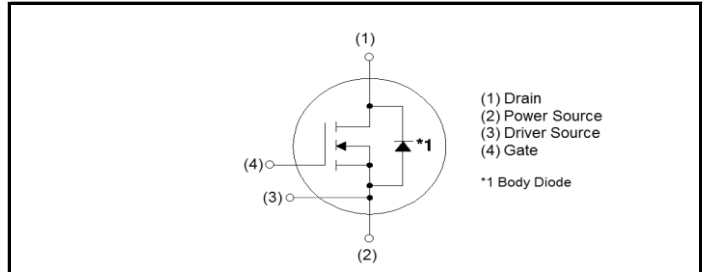 (1)
(1) Drain
(2) Power Source
(3) Driver Source
(4) Gate
*1
(4)
*1 Body Diode
(3)
(2)